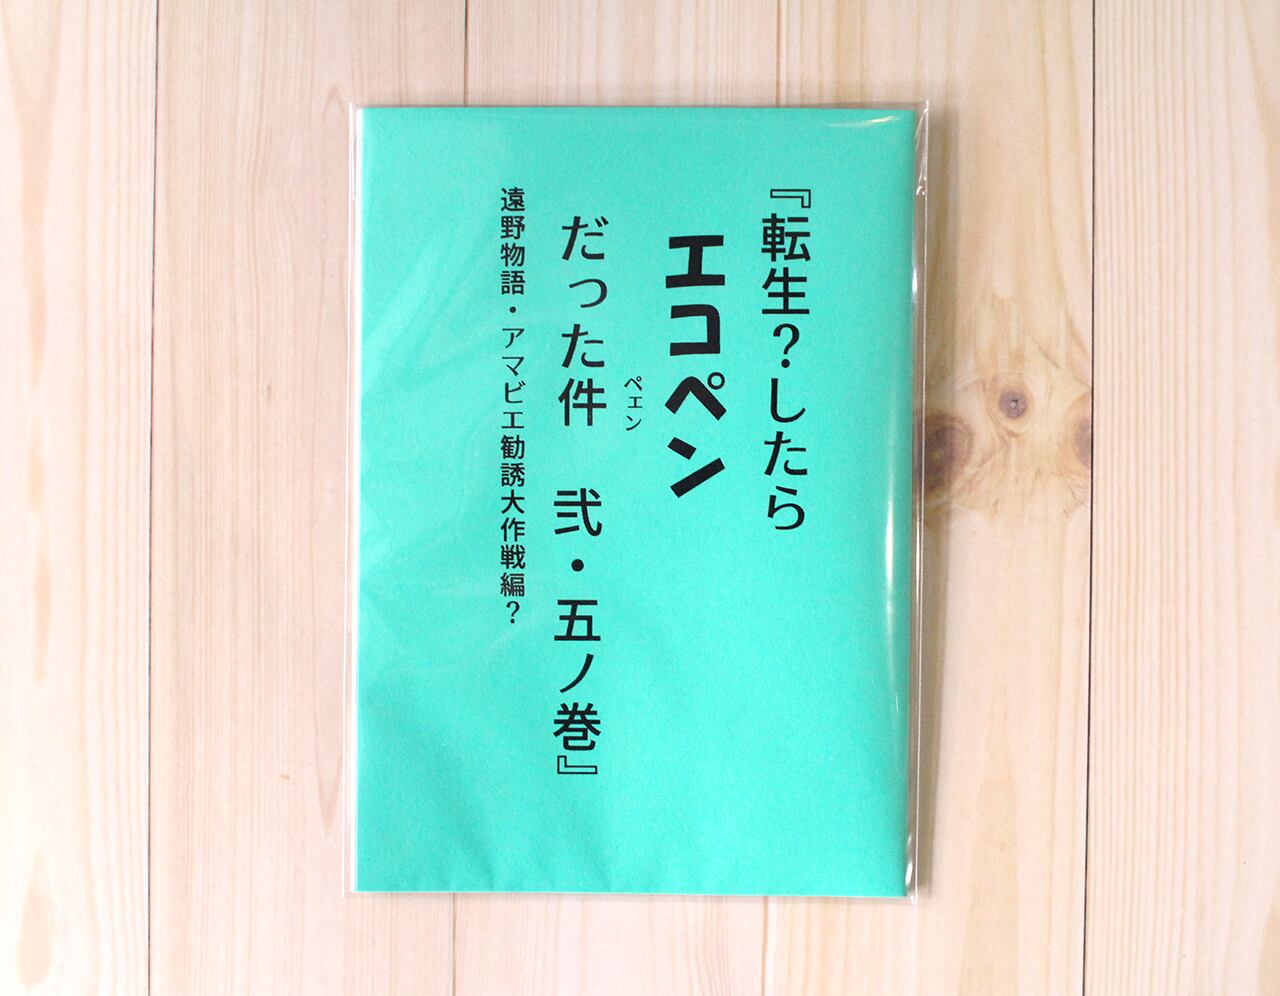 『転生？したら
エコペン
ペェン
だった件　弐・五ノ巻』
遠野物語・アマビエ勧誘大作戦編？